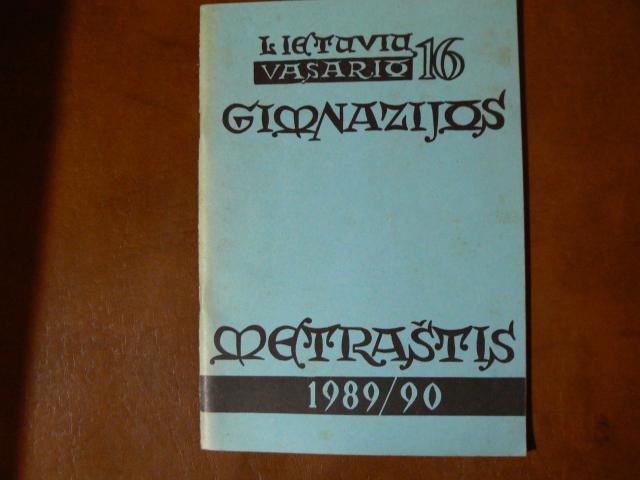 LIETUVIŲ
VASARIO 16
GIMNAZIJOS
METRAŠTIS
1989/90